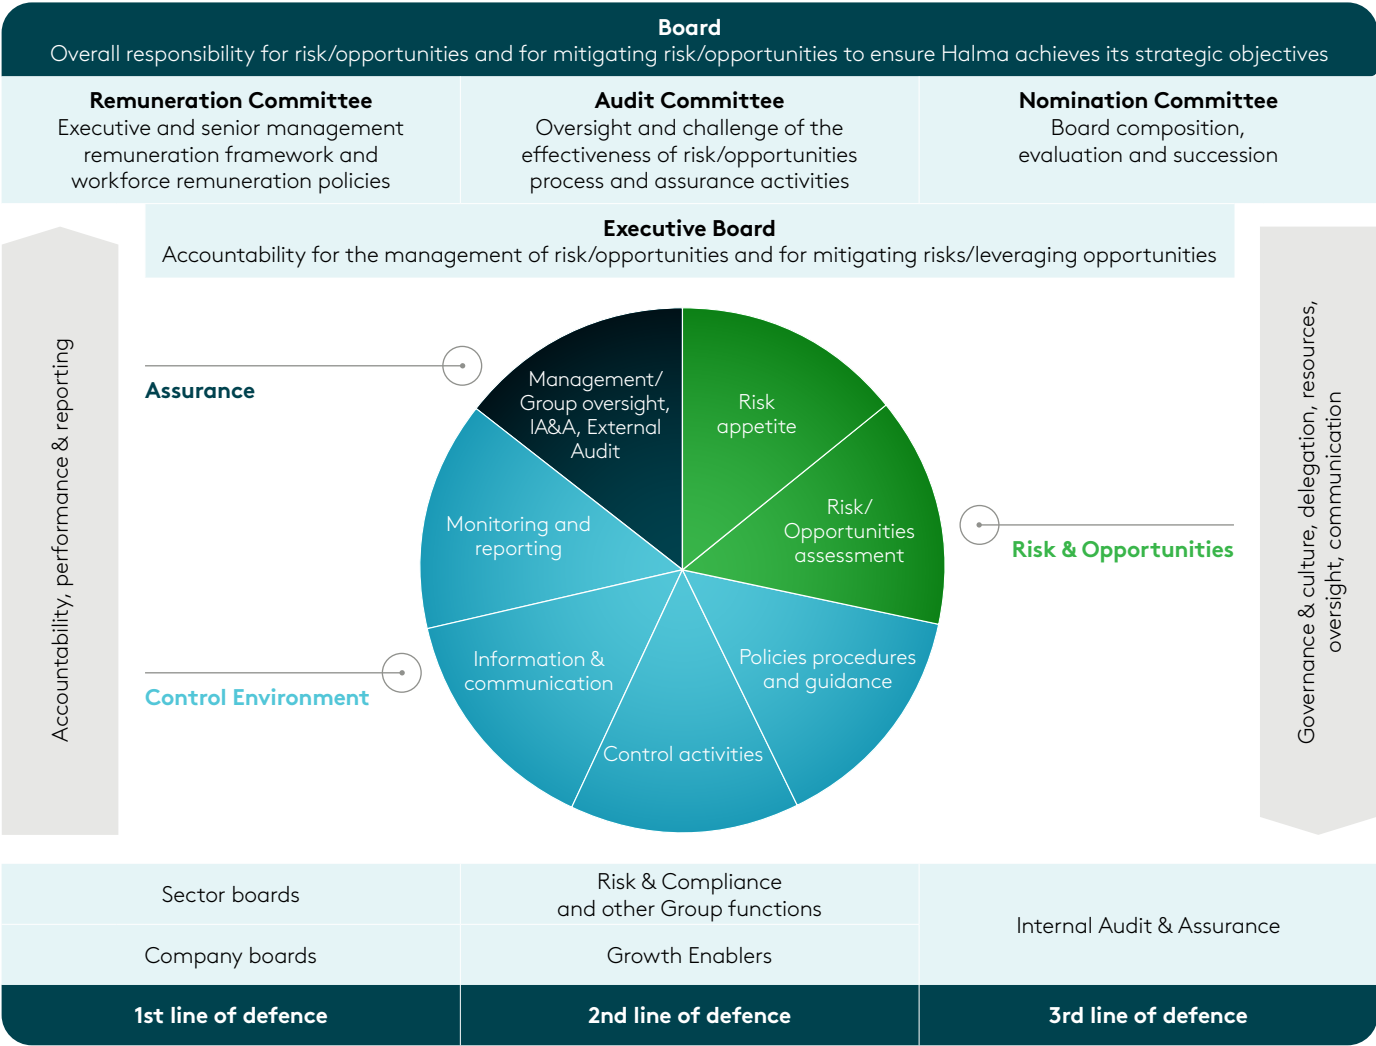 Board
Overall responsibility for risk/opportunities and for mitigating risk/opportunities to ensure Halma achieves its strategic objectives
Remuneration Committee
Executive and senior management
remuneration framework and
workforce remuneration policies
Audit Committee
Oversight and challenge of the
effectiveness of risk/opportunities
process and assurance activities
Nomination Committee
Board composition,
evaluation and succession
Executive Board
Accountability for the management of risk/opportunities and for mitigating risks/leveraging opportunities
Accountability, performance & reporting
Assurance
Control Environment
Management/
Group oversight,
IA&A, External
Audit
Risk
appetite
Risk/
Opportunities
assessment
Monitoring and
reporting
Information &
communication
Policies procedures
and guidance
Control activities
Risk & Opportunities
Governance & culture, delegation, resources,
oversight, communication
Sector boards
Company boards
Risk & Compliance
and other Group functions
Growth Enablers
Internal Audit & Assurance
1st line of defence
2nd line of defence
3rd line of defence